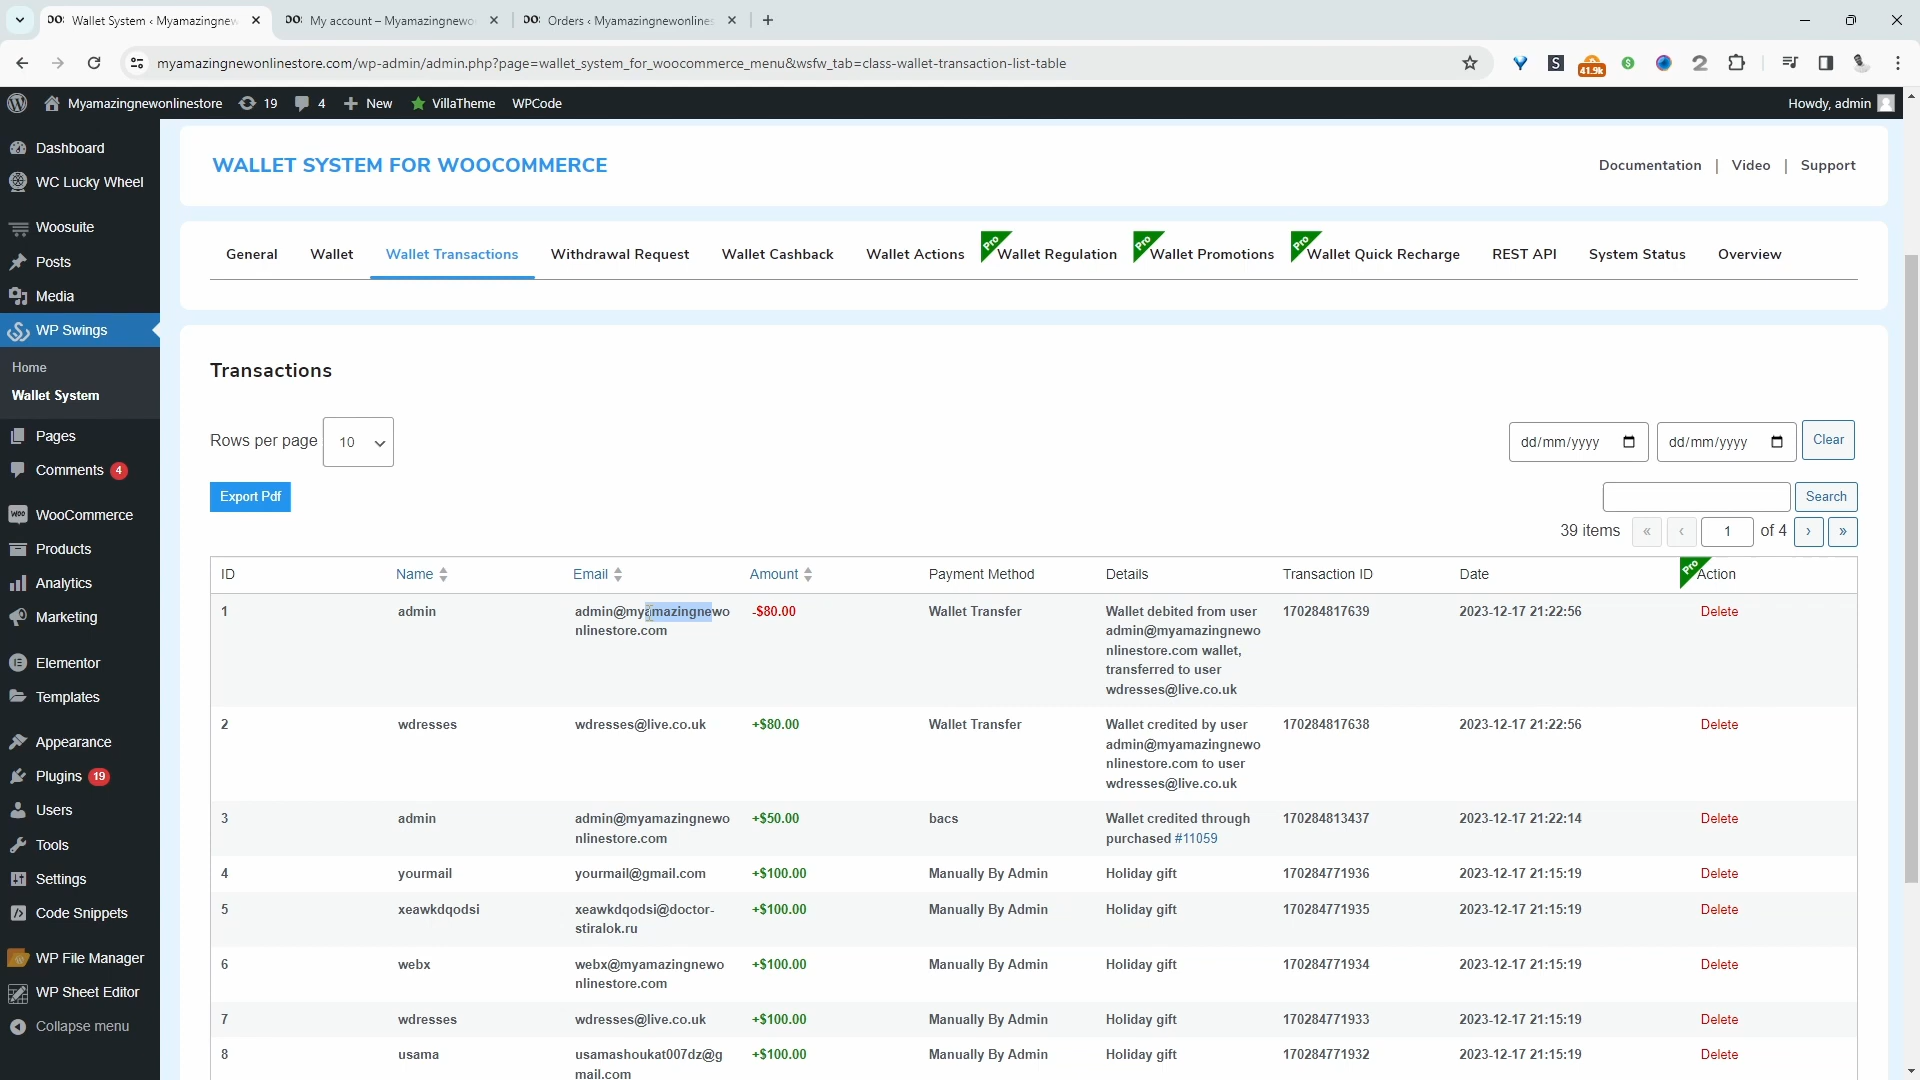 Wallet System ‹ Myamazingnew
My account – Myamazingnewo
Orders ‹ Myamazingnewonlines
myamazingnewonlinestore.com/wp-admin/admin.php?page=wallet_system_for_woocommerce_menu&wsfw_tab=class-wallet-transaction-list-table
41.9k
Myamazingnewonlinestore 19 4 New VillaTheme WPCode Howdy, admin
Dashboard
WC Lucky Wheel
Woosuite
Posts
Media
WP Swings
Home
Wallet System
Pages
Comments 4
WooCommerce
Products
Analytics
Marketing
Elementor
Templates
Appearance
Plugins 19
Users
Tools
Settings
Code Snippets
WP File Manager
WP Sheet Editor
Collapse menu
WALLET SYSTEM FOR WOOCOMMERCE
Documentation | Video | Support
General Wallet Wallet Transactions Withdrawal Request Wallet Cashback Wallet Actions Pro Wallet Regulation Pro Wallet Promotions Pro Wallet Quick Recharge REST API System Status Overview
Transactions
Rows per page 10
dd/mm/yyyy dd/mm/yyyy Clear
Export Pdf
Search
39 items « ‹ 1 of 4 › »
ID Name Email Amount Payment Method Details Transaction ID Date Pro Action
1 admin admin@myamazingnewo -$80.00 Wallet Transfer Wallet debited from user 170284817639 2023-12-17 21:22:56 Delete
nlinestore.com admin@myamazingnewo
nlinestore.com wallet,
transferred to user
wdresses@live.co.uk
2 wdresses wdresses@live.co.uk +$80.00 Wallet Transfer Wallet credited by user 170284817638 2023-12-17 21:22:56 Delete
admin@myamazingnewo
nlinestore.com to user
wdresses@live.co.uk
3 admin admin@myamazingnewo +$50.00 bacs Wallet credited through 170284813437 2023-12-17 21:22:14 Delete
nlinestore.com purchased #11059
4 yourmail yourmail@gmail.com +$100.00 Manually By Admin Holiday gift 170284771936 2023-12-17 21:15:19 Delete
5 xeawkdqodsi xeawkdqodsi@doctor- +$100.00 Manually By Admin Holiday gift 170284771935 2023-12-17 21:15:19 Delete
stiralok.ru
6 webx webx@myamazingnewo +$100.00 Manually By Admin Holiday gift 170284771934 2023-12-17 21:15:19 Delete
nlinestore.com
7 wdresses wdresses@live.co.uk +$100.00 Manually By Admin Holiday gift 170284771933 2023-12-17 21:15:19 Delete
8 usama usamashoukat007dz@g +$100.00 Manually By Admin Holiday gift 170284771932 2023-12-17 21:15:19 Delete
mail.com